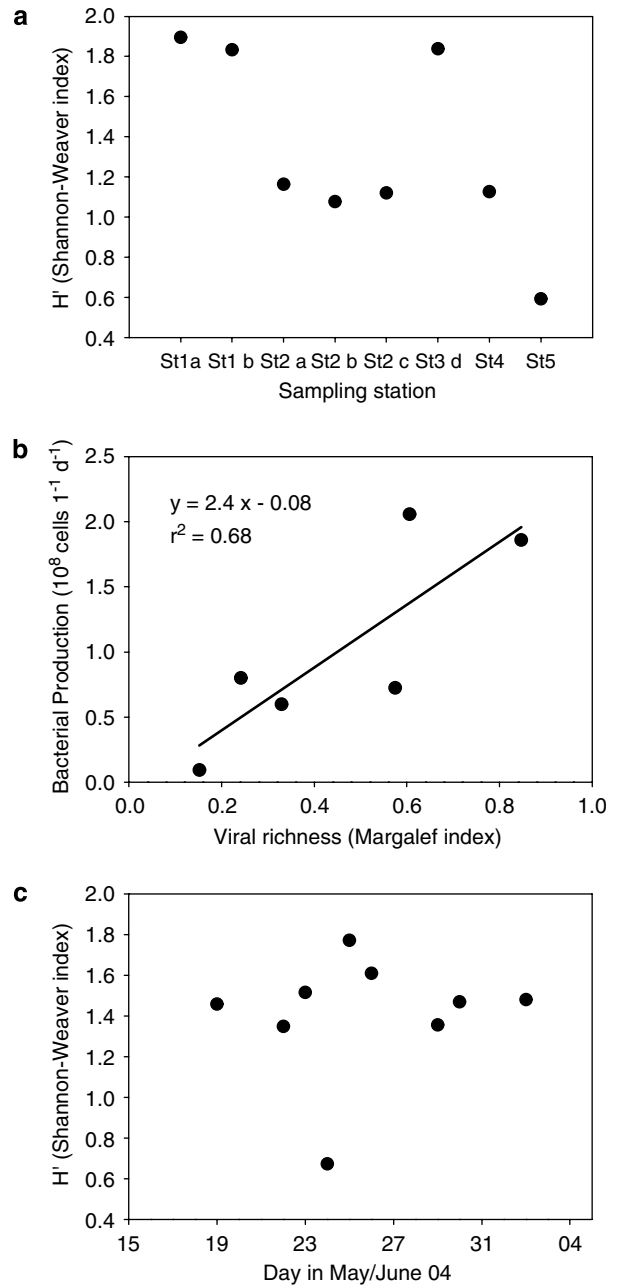 a
H' (Shannon-Weaver index)
2.0
1.8
1.6
1.4
1.2
1.0
0.8
0.6
0.4
St1a St1 b St2 a St2 b St2 c St3 d St4 St5
Sampling station
b
Bacterial Production (10⁸ cells 1⁻¹ d⁻¹)
2.5
2.0
1.5
1.0
0.5
0.0
y = 2.4 x - 0.08
r² = 0.68
0.0 0.2 0.4 0.6 0.8 1.0
Viral richness (Margalef index)
c
H' (Shannon-Weaver index)
2.0
1.8
1.6
1.4
1.2
1.0
0.8
0.6
0.4
15 19 23 27 31 04
Day in May/June 04